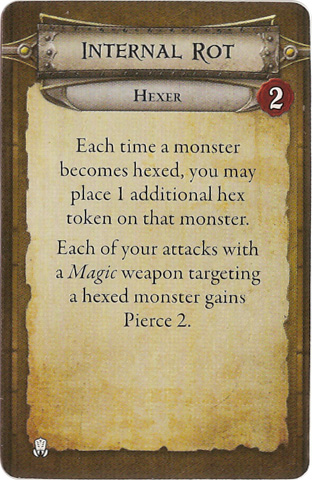 INTERNAL ROT
HEXER
2
Each time a monster
becomes hexed, you may
place 1 additional hex
token on that monster.
Each of your attacks with
a Magic weapon targeting
a hexed monster gains
Pierce 2.